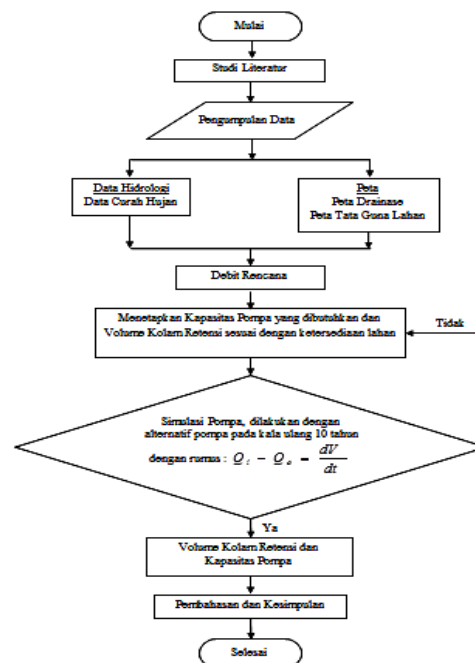 Mulai
Studi Literatur
Pengumpulan Data
Data Hidrologi
Data Curah Hujan
Peta
Peta Drainase
Peta Tata Guna Lahan
Debit Rencana
Menetapkan Kapasitas Pompa yang dibutuhkan dan
Volume Kolam Retensi sesuai dengan ketersediaan lahan
Tidak
Simulasi Pompa, dilakukan dengan
alternatif pompa pada kala ulang 10 tahun
dengan rumus : Q_i - Q_o = dV/dt
Ya
Volume Kolam Retensi dan
Kapasitas Pompa
Pembahasan dan Kesimpulan
Selesai